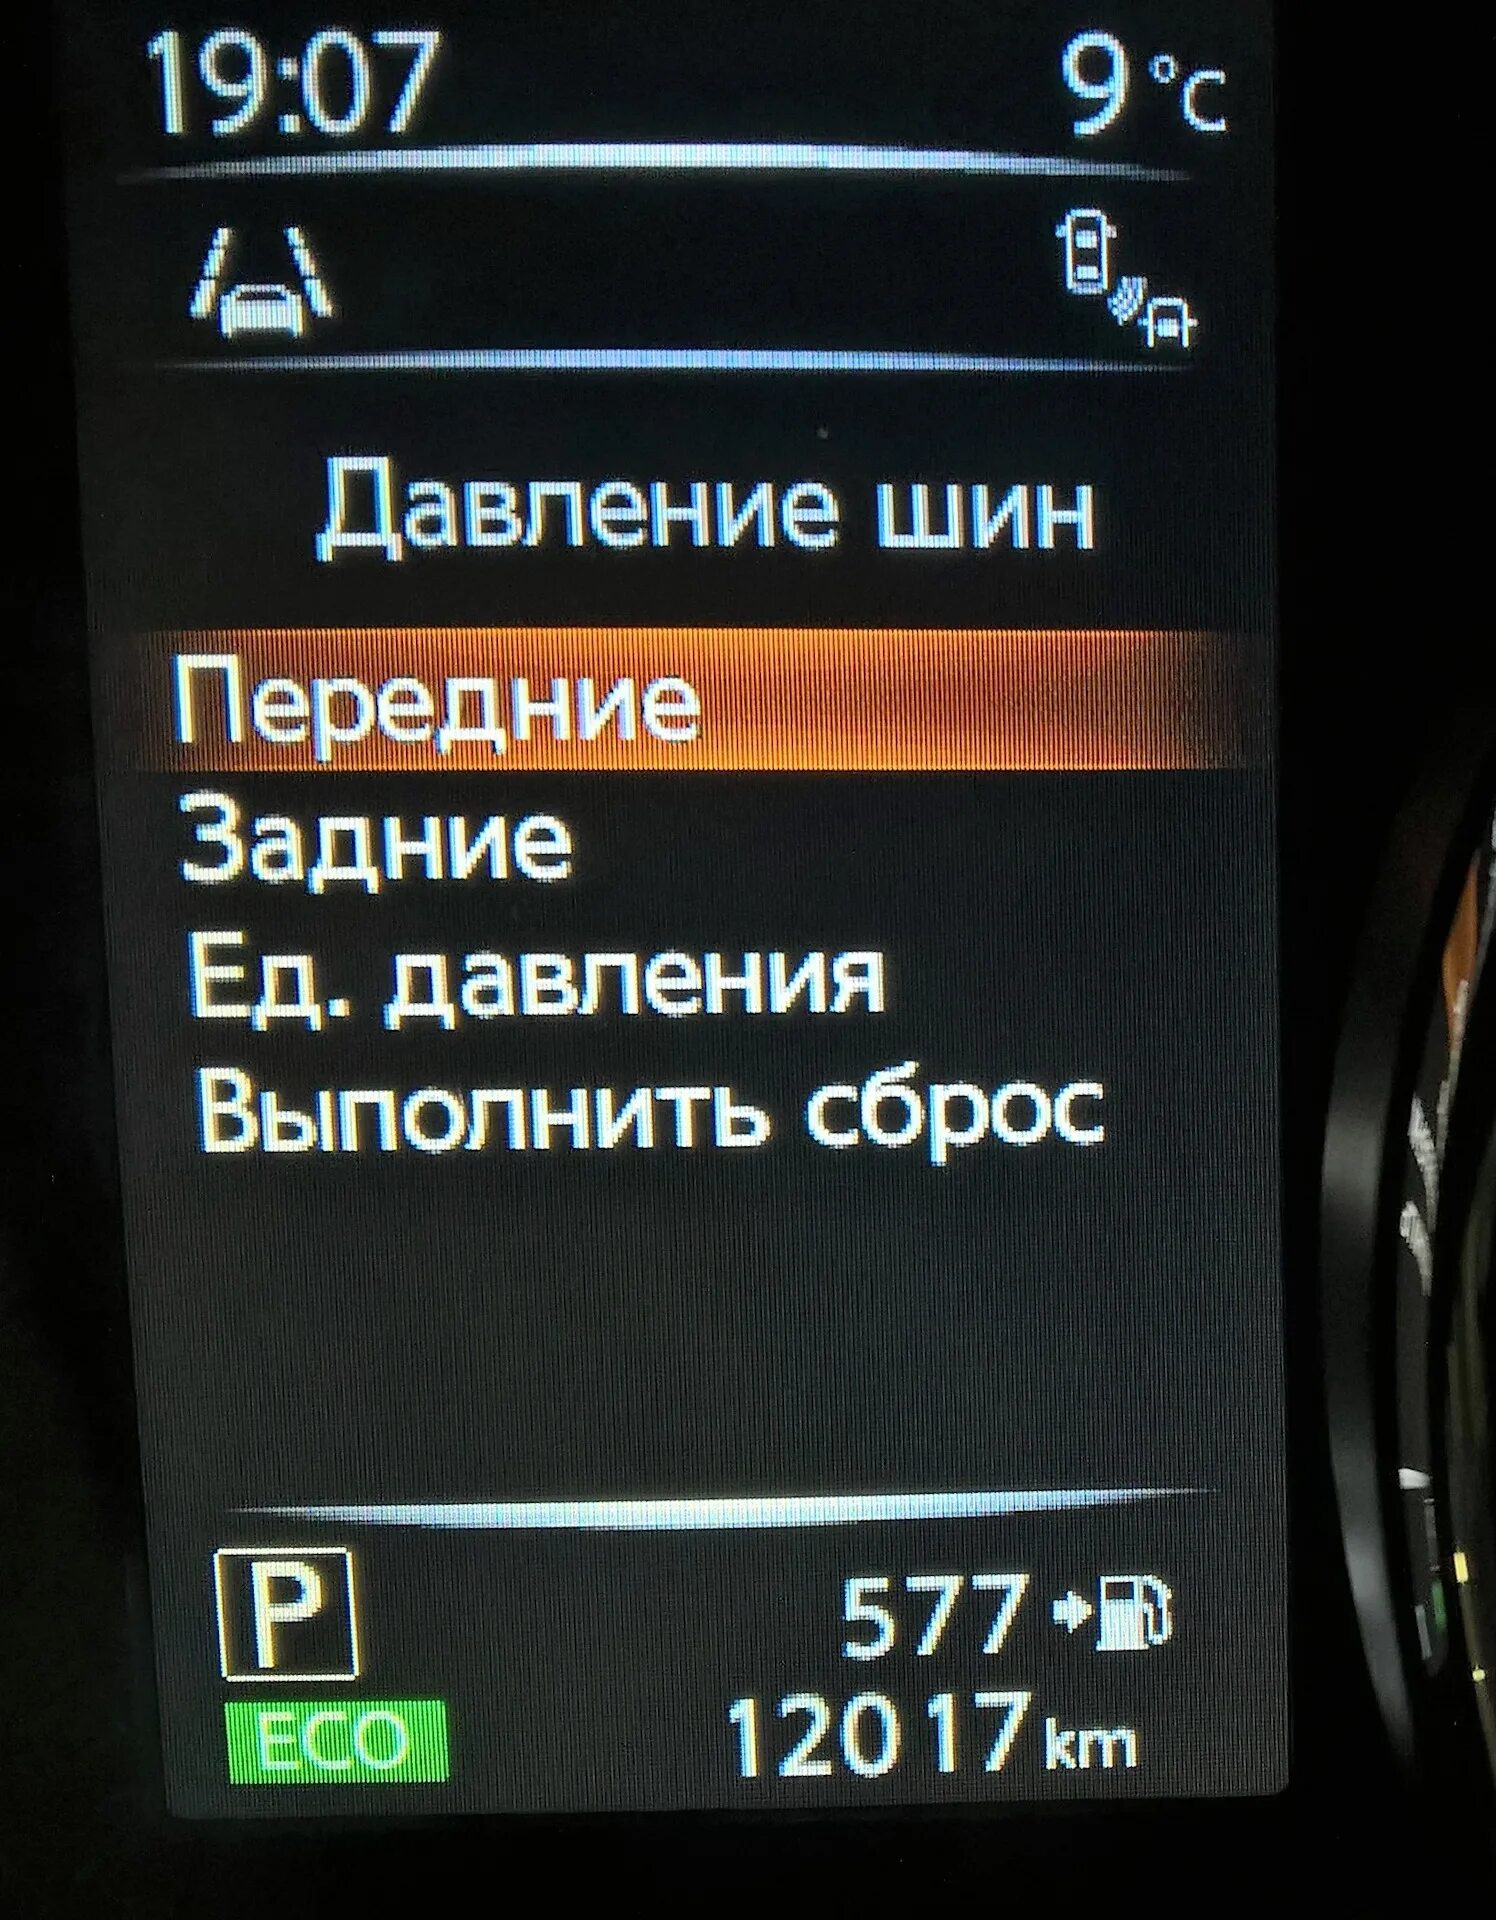 19:07 9 °C
Давление шин
Передние
Задние
Ед. давления
Выполнить сброс
P 577
ECO 12017 km